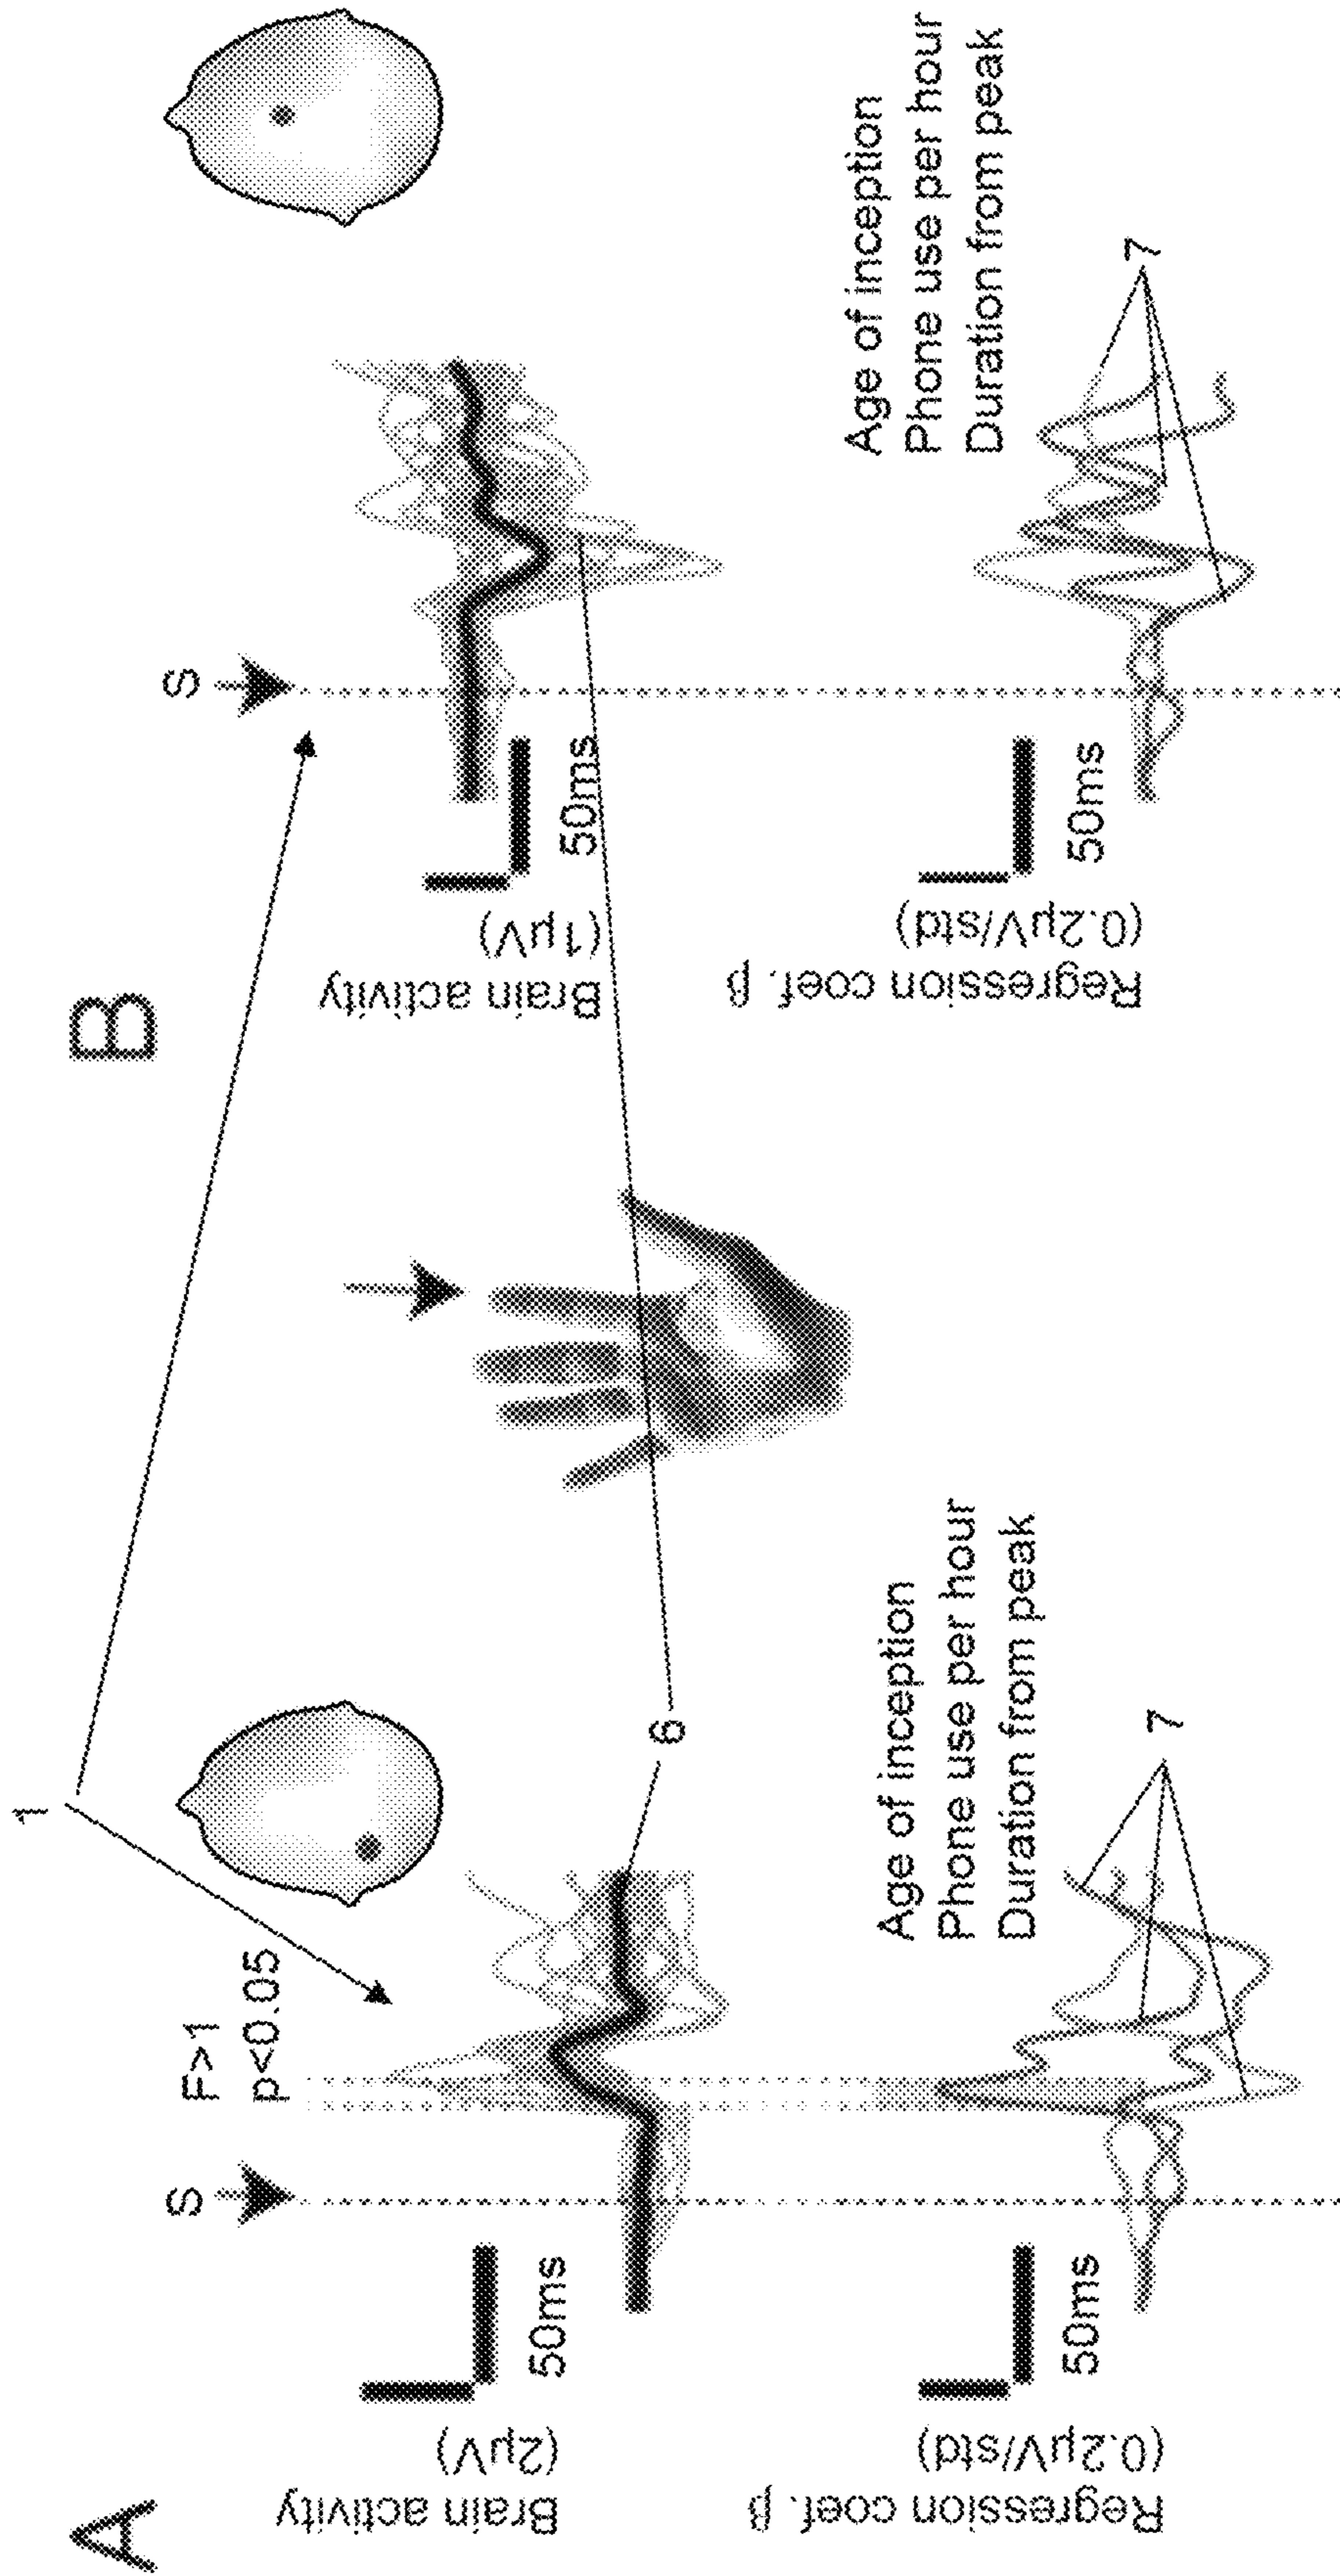 1
A
F>1
p<0.05
S
Brain activity
(2µV)
50ms
6
Regression coef. β
(0.2µV/std)
50ms
Age of inception
Phone use per hour
Duration from peak
7
B
S
Brain activity
(1µV)
50ms
Regression coef. β
(0.2µV/std)
50ms
Age of inception
Phone use per hour
Duration from peak
7